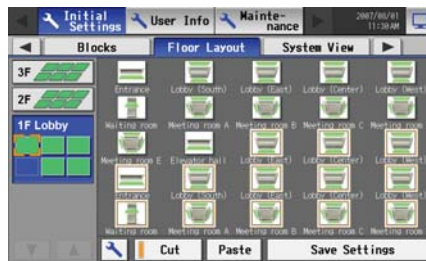 Initial Settings User Info Mainte-nance 2007/08/01 11:30AM
Blocks Floor Layout System View
3F
2F
1F Lobby
Entrance Lobby (South) Lobby (East) Lobby (Center) Lobby (West)
Waiting room Meeting room A Meeting room B Meeting room C Meeting room
Meeting room E Elevator hall Lobby (East) Lobby (Center) Lobby (West)
Entrance Lobby (South) Lobby (East) Lobby (Center) Lobby (West)
Waiting room Meeting room A Meeting room B Meeting room C Meeting room
Cut Paste Save Settings